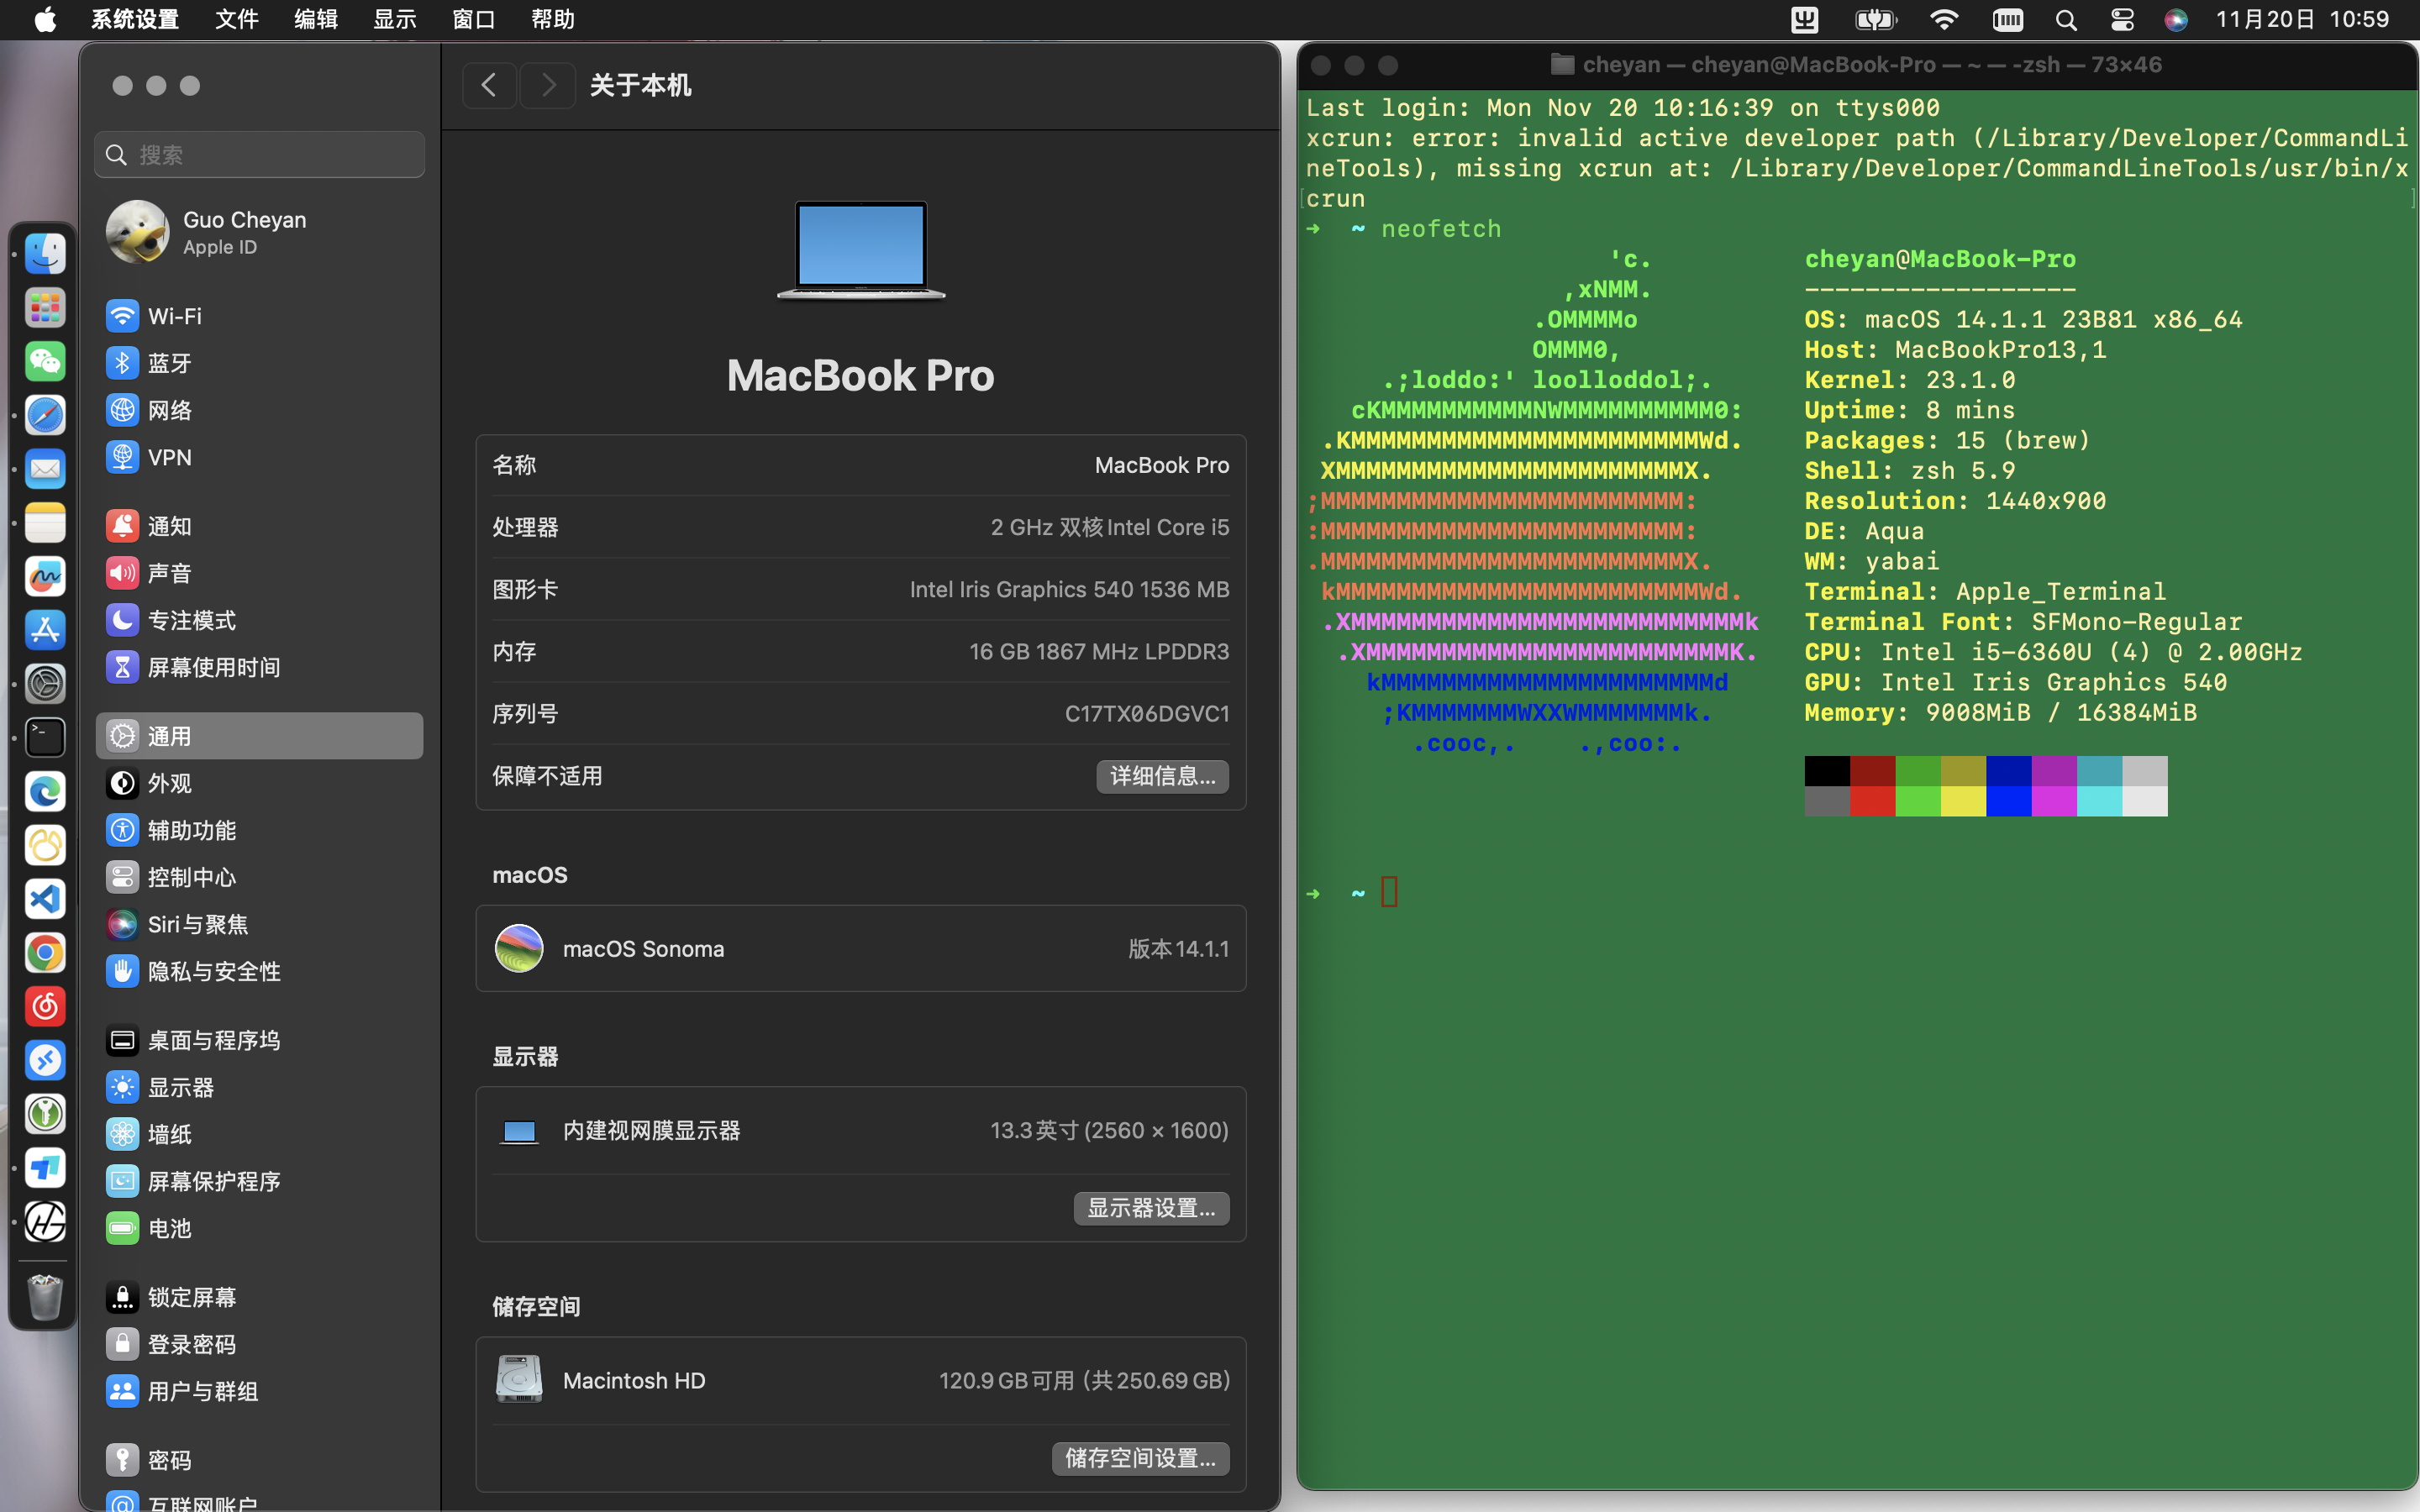 系统设置 文件 编辑 显示 窗口 帮助
11月20日 10:59
搜索
Guo Cheyan
Apple ID
Wi-Fi
蓝牙
网络
VPN
通知
声音
专注模式
屏幕使用时间
通用
外观
辅助功能
控制中心
Siri与聚焦
隐私与安全性
桌面与程序坞
显示器
墙纸
屏幕保护程序
电池
锁定屏幕
登录密码
用户与群组
密码
互联网账户
关于本机
MacBook Pro
名称 MacBook Pro
处理器 2 GHz 双核Intel Core i5
图形卡 Intel Iris Graphics 540 1536 MB
内存 16 GB 1867 MHz LPDDR3
序列号 C17TX06DGVC1
保障不适用 详细信息...
macOS
macOS Sonoma 版本14.1.1
显示器
内建视网膜显示器 13.3英寸 (2560 × 1600)
显示器设置...
储存空间
Macintosh HD 120.9 GB可用（共250.69 GB）
储存空间设置...
cheyan — cheyan@MacBook-Pro — ~ — -zsh — 73×46
Last login: Mon Nov 20 10:16:39 on ttys000
xcrun: error: invalid active developer path (/Library/Developer/CommandLi
neTools), missing xcrun at: /Library/Developer/CommandLineTools/usr/bin/x
crun
➜ ~ neofetch
'c. cheyan@MacBook-Pro
,xNMM. ------------------
.OMMMMo OS: macOS 14.1.1 23B81 x86_64
OMMM0, Host: MacBookPro13,1
.;loddo:' loolloddol;. Kernel: 23.1.0
cKMMMMMMMMMMNWMMMMMMMMMM0: Uptime: 8 mins
.KMMMMMMMMMMMMMMMMMMMMMMMWd. Packages: 15 (brew)
XMMMMMMMMMMMMMMMMMMMMMMMX. Shell: zsh 5.9
;MMMMMMMMMMMMMMMMMMMMMMMM: Resolution: 1440x900
:MMMMMMMMMMMMMMMMMMMMMMMM: DE: Aqua
.MMMMMMMMMMMMMMMMMMMMMMMMX. WM: yabai
kMMMMMMMMMMMMMMMMMMMMMMMMWd. Terminal: Apple_Terminal
.XMMMMMMMMMMMMMMMMMMMMMMMMMMk Terminal Font: SFMono-Regular
.XMMMMMMMMMMMMMMMMMMMMMMMMK. CPU: Intel i5-6360U (4) @ 2.00GHz
kMMMMMMMMMMMMMMMMMMMMMMd GPU: Intel Iris Graphics 540
;KMMMMMMMWXXWMMMMMMMk. Memory: 9008MiB / 16384MiB
.cooc,. .,coo:.
➜ ~